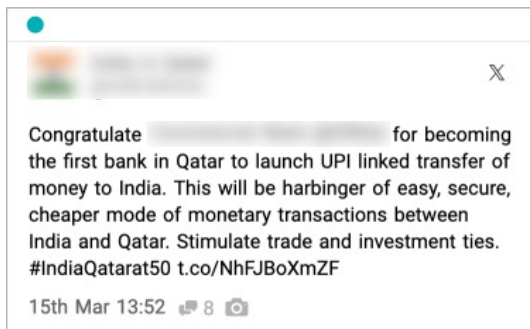 Congratulate for becoming
the first bank in Qatar to launch UPI linked transfer of
money to India. This will be harbinger of easy, secure,
cheaper mode of monetary transactions between
India and Qatar. Stimulate trade and investment ties.
#IndiaQatarat50 t.co/NhFJBoXmZF
15th Mar 13:52 8